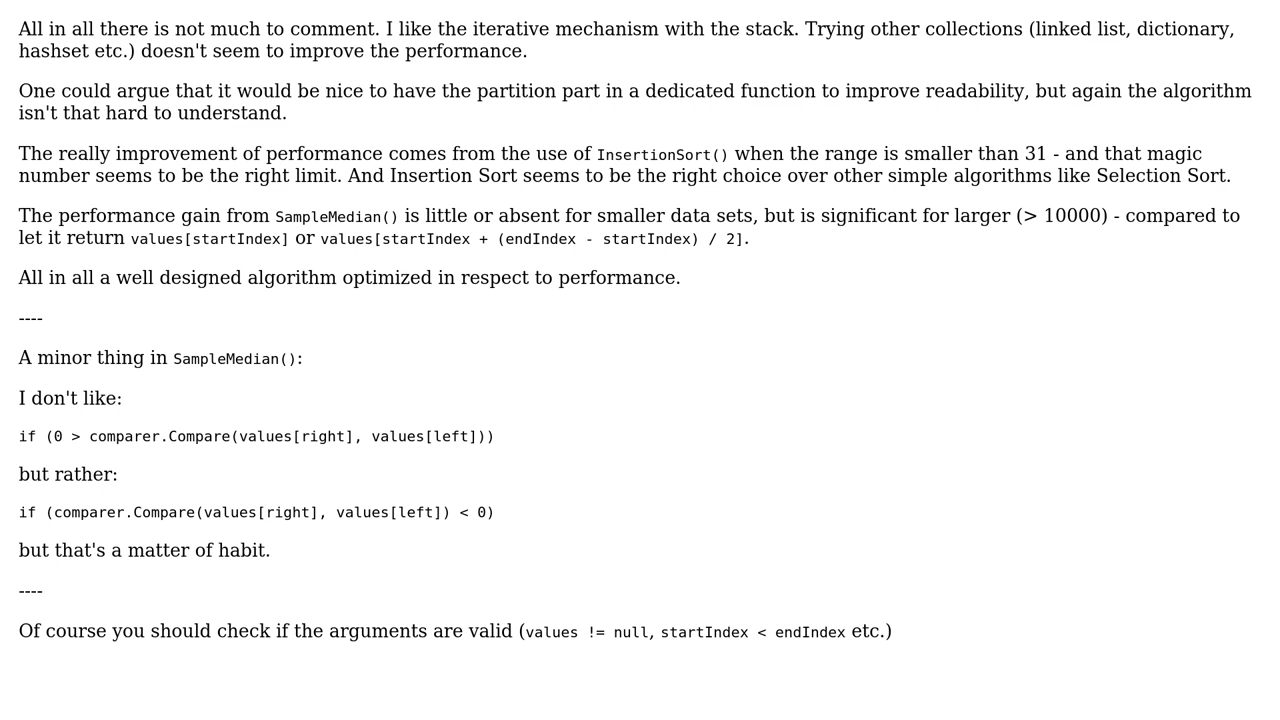 All in all there is not much to comment. I like the iterative mechanism with the stack. Trying other collections (linked list, dictionary,
hashset etc.) doesn't seem to improve the performance.
One could argue that it would be nice to have the partition part in a dedicated function to improve readability, but again the algorithm
isn't that hard to understand.
The really improvement of performance comes from the use of InsertionSort() when the range is smaller than 31 - and that magic
number seems to be the right limit. And Insertion Sort seems to be the right choice over other simple algorithms like Selection Sort.
The performance gain from SampleMedian() is little or absent for smaller data sets, but is significant for larger (> 10000) - compared to
let it return values[startIndex] or values[startIndex + (endIndex - startIndex) / 2].
All in all a well designed algorithm optimized in respect to performance.
----
A minor thing in SampleMedian():
I don't like:
if (0 > comparer.Compare(values[right], values[left]))
but rather:
if (comparer.Compare(values[right], values[left]) < 0)
but that's a matter of habit.
----
Of course you should check if the arguments are valid (values != null, startIndex < endIndex etc.)